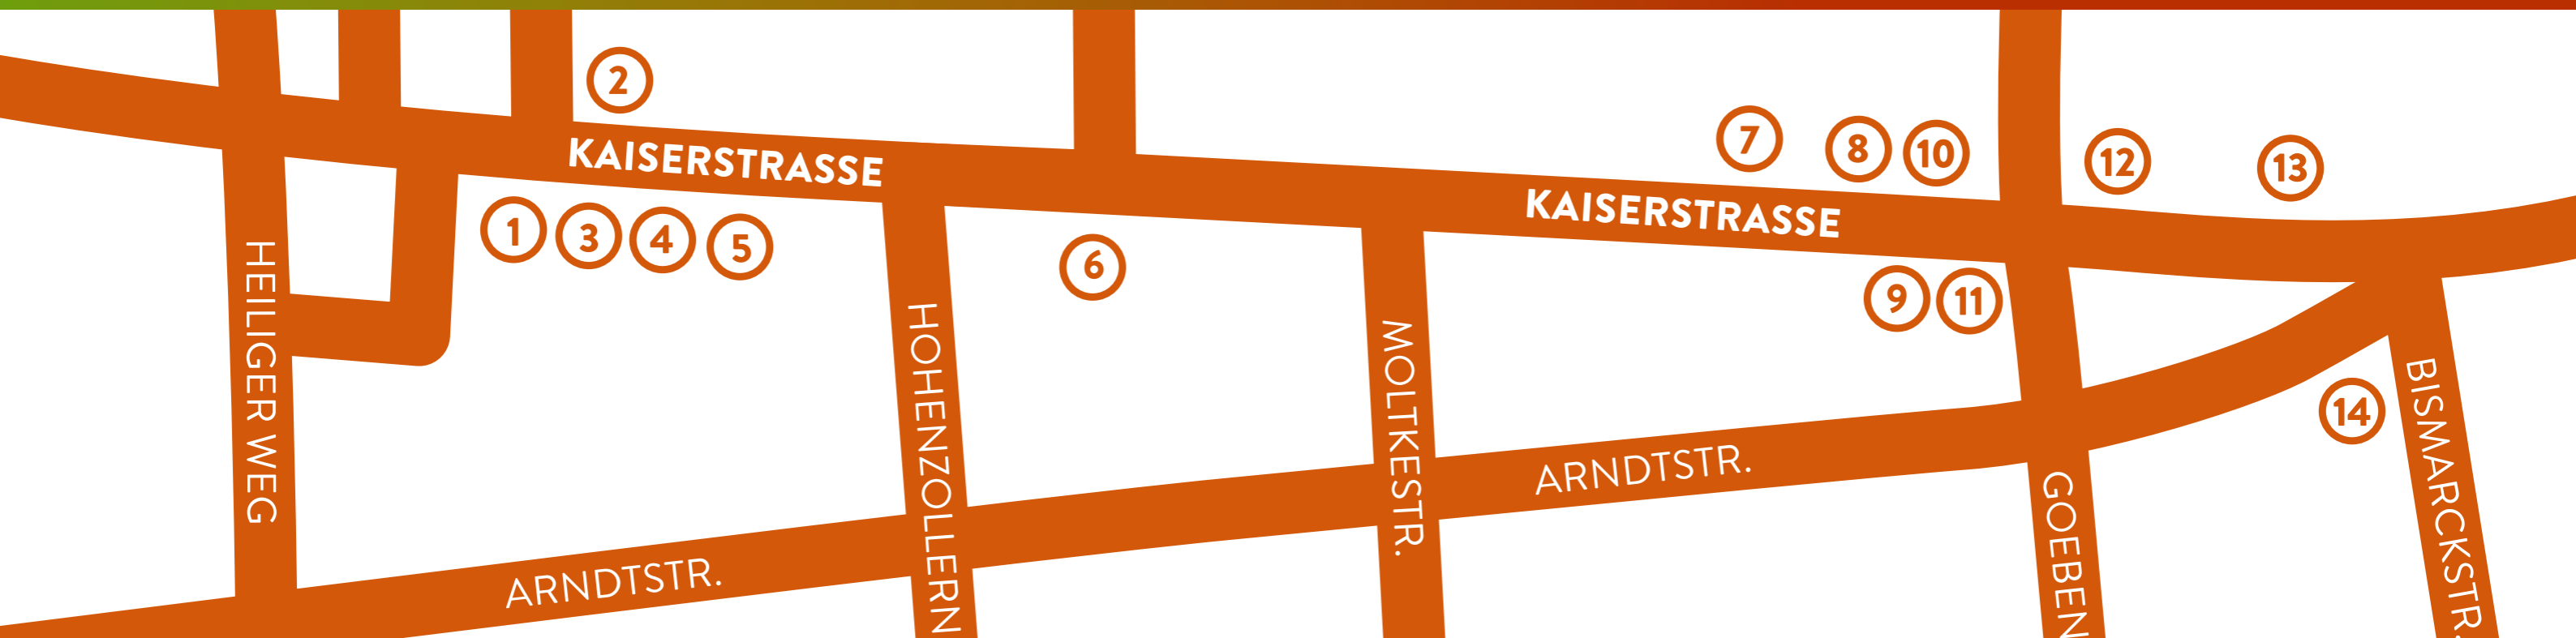 2
KAISERSTRASSE
7
8
10
12
13
KAISERSTRASSE
1
3
4
5
6
9
11
HEILIGER WEG
HOHENZOLLERN
MOLTKESTR.
14
BISMARCKSTR.
ARNDTSTR.
GOEBEN
ARNDTSTR.